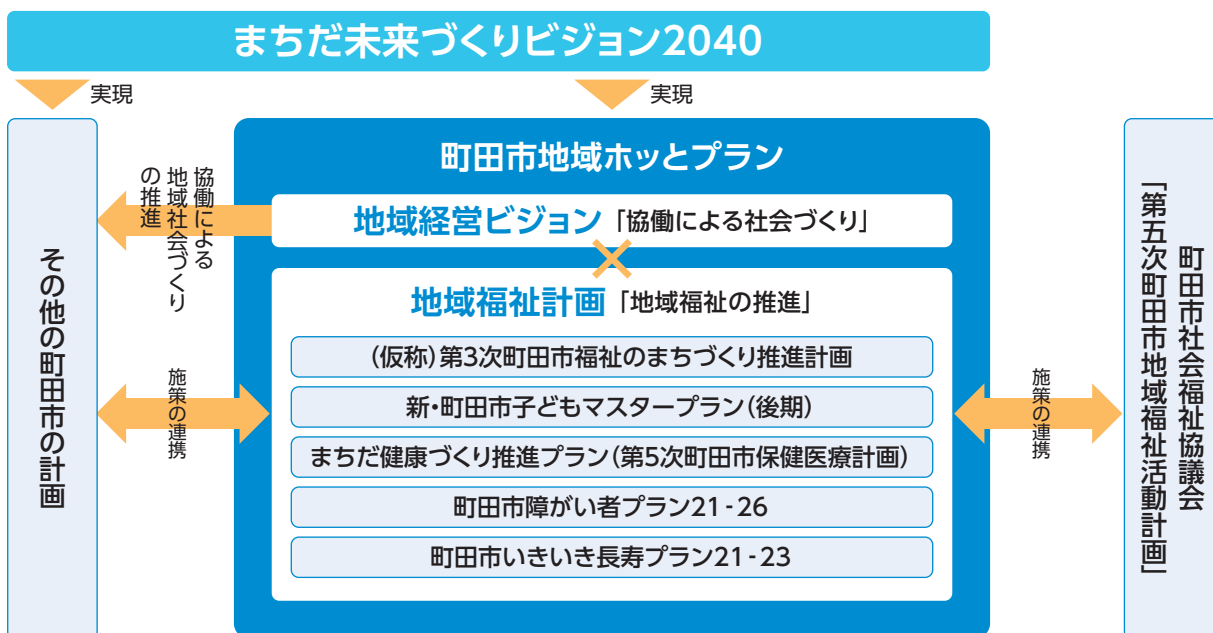 まちだ未来づくりビジョン2040
実現
実現
町田市地域ホッとプラン
地域経営ビジョン「協働による社会づくり」
協働による
地域社会づくり
の推進
地域福祉計画「地域福祉の推進」
(仮称)第3次町田市福祉のまちづくり推進計画
新・町田市子どもマスタープラン(後期)
まちだ健康づくり推進プラン(第5次町田市保健医療計画)
町田市障がい者プラン21-26
町田市いきいき長寿プラン21-23
その他の町田市の計画
施策の連携
施策の連携
町田市社会福祉協議会
「第五次町田市地域福祉活動計画」